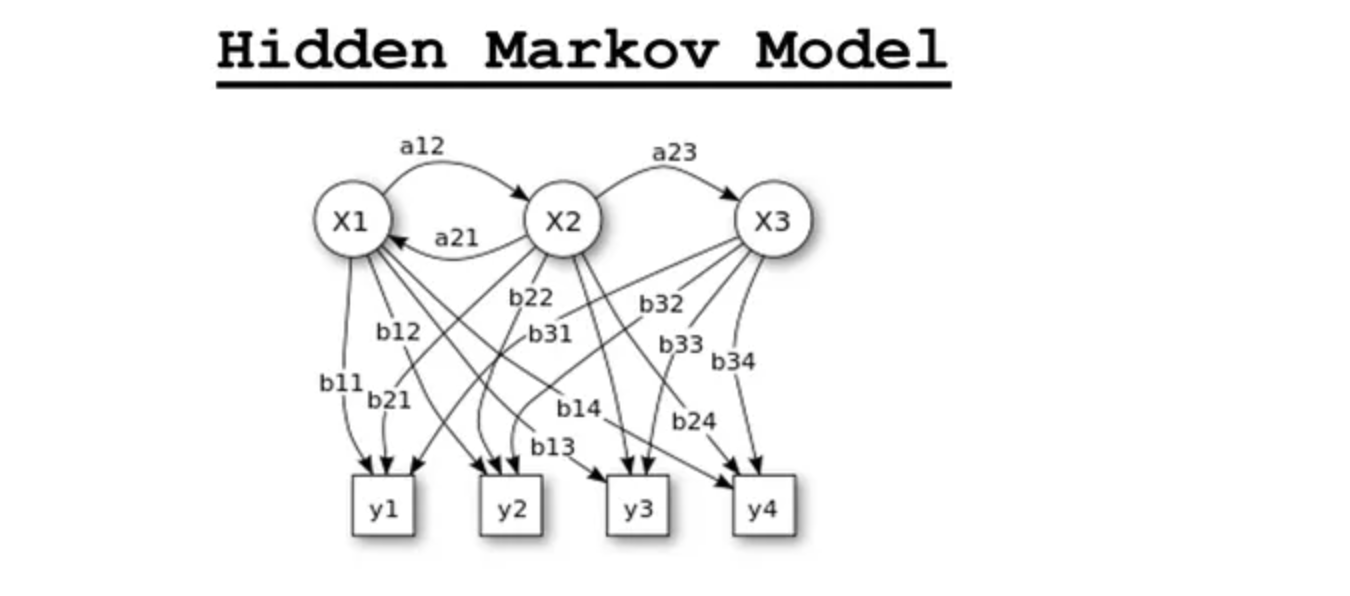 Hidden Markov Model
a12
a23
X1
X2
X3
a21
b22
b32
b12
b31
b33
b34
b11
b21
b14
b24
b13
y1
y2
y3
y4